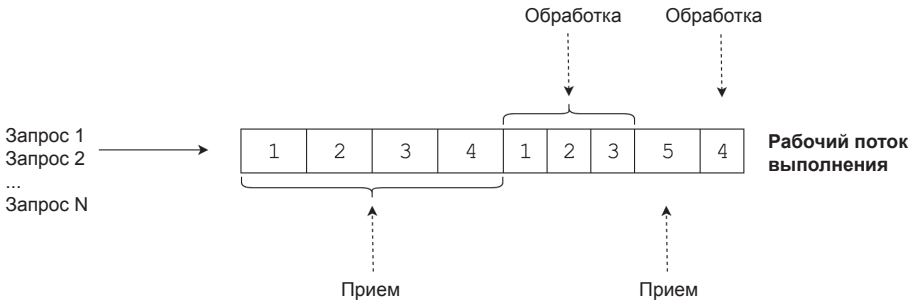 Обработка Обработка
Запрос 1
Запрос 2
...
Запрос N
1 2 3 4 1 2 3 5 4
Рабочий поток
выполнения
Прием Прием